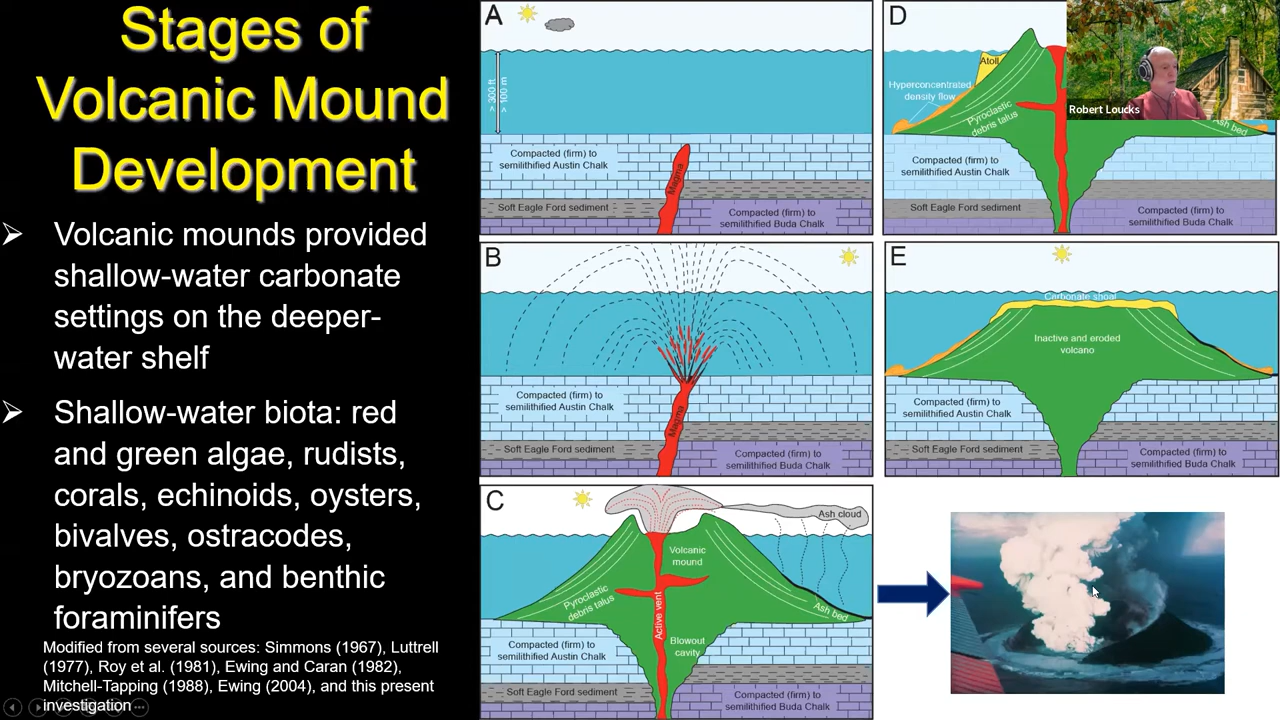 Stages of
Volcanic Mound
Development
Volcanic mounds provided
shallow-water carbonate
settings on the deeper-
water shelf
Shallow-water biota: red
and green algae, rudists,
corals, echinoids, oysters,
bivalves, ostracodes,
bryozoans, and benthic
foraminifers
Modified from several sources: Simmons (1967), Luttrell
(1977), Roy et al. (1981), Ewing and Caran (1982),
Mitchell-Tapping (1988), Ewing (2004), and this present
investigation
A
> 300 ft
> 100 m
Compacted (firm) to
semilithified Austin Chalk
Magma
Soft Eagle Ford sediment
Compacted (firm) to
semilithified Buda Chalk
B
Compacted (firm) to
semilithified Austin Chalk
Magma
Soft Eagle Ford sediment
Compacted (firm) to
semilithified Buda Chalk
C
Ash cloud
Volcanic
mound
Pyroclastic
debris talus
Active vent
Ash bed
Blowout
cavity
Compacted (firm) to
semilithified Austin Chalk
Soft Eagle Ford sediment
Compacted (firm) to
semilithified Buda Chalk
D
Atoll
Hyperconcentrated
density flow
Pyroclastic
debris talus
Ash bed
Compacted (firm) to
semilithified Austin Chalk
Soft Eagle Ford sediment
Compacted (firm) to
semilithified Buda Chalk
Robert Loucks
E
Carbonate shoal
Inactive and eroded
volcano
Compacted (firm) to
semilithified Austin Chalk
Soft Eagle Ford sediment
Compacted (firm) to
semilithified Buda Chalk